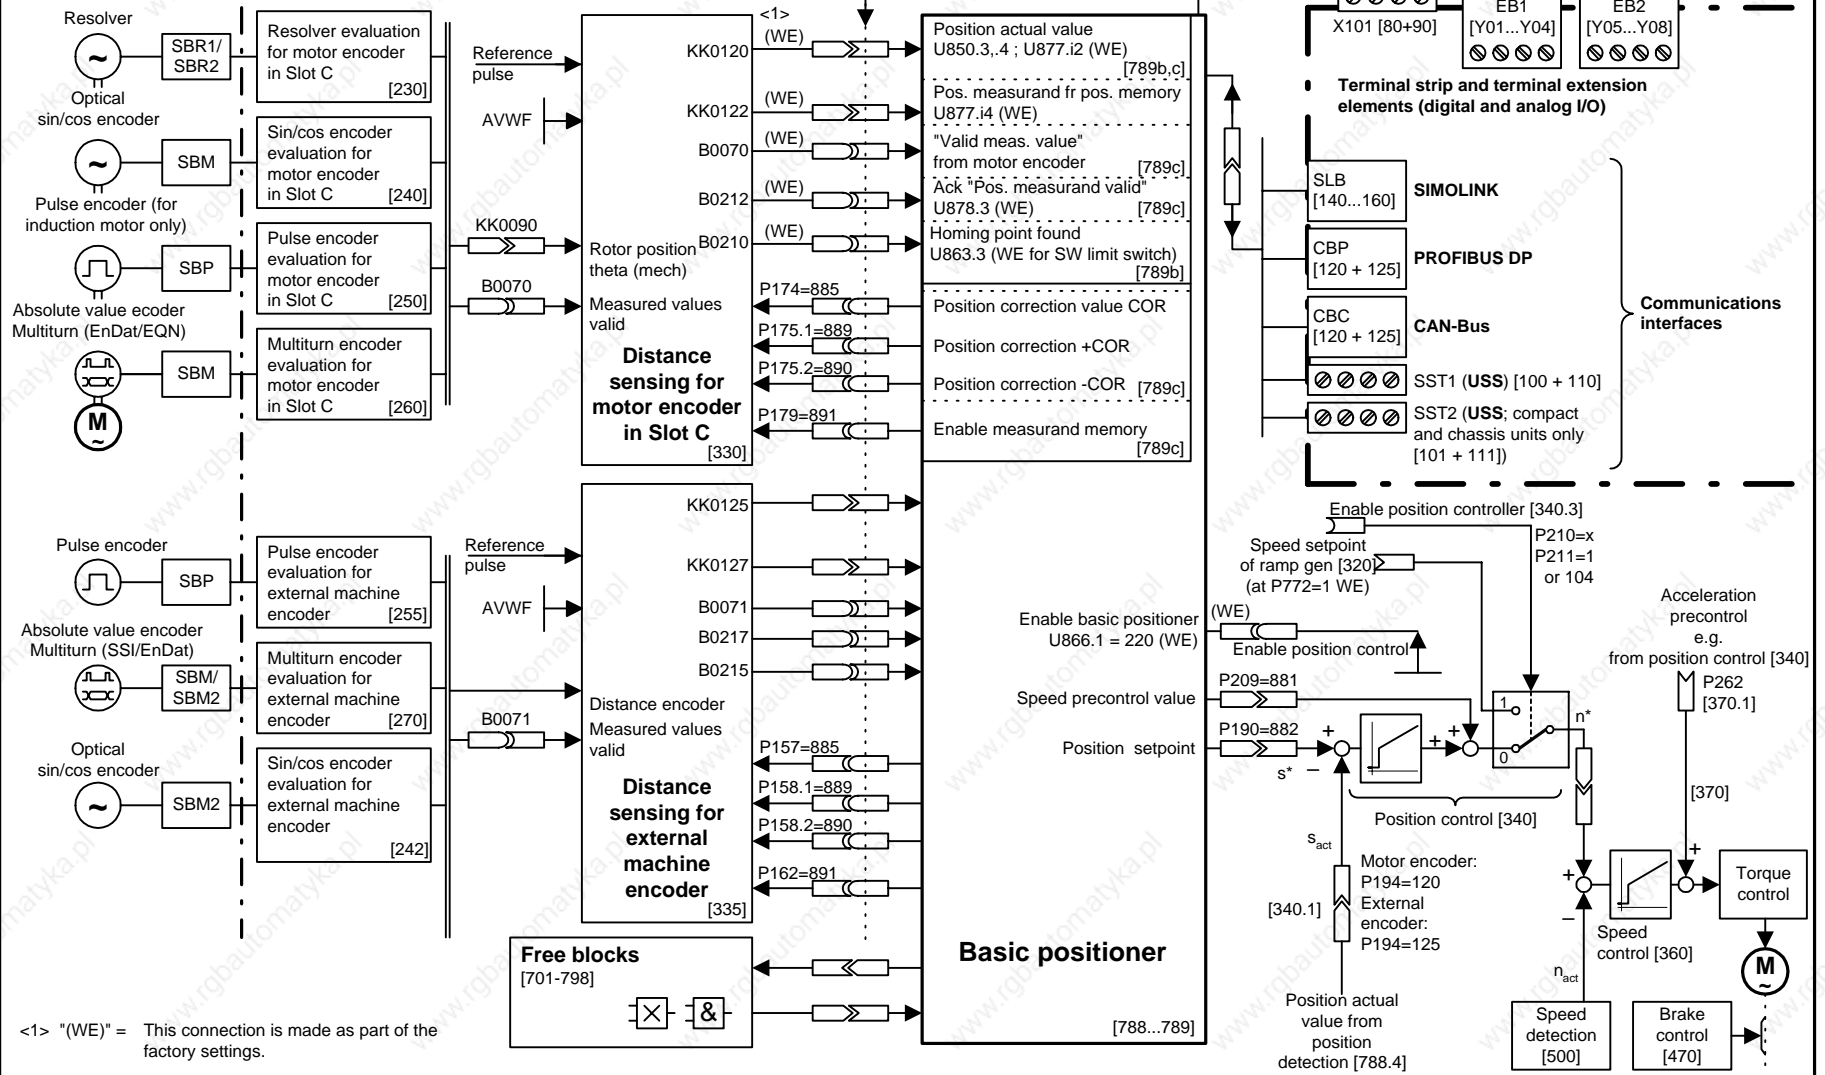 Resolver
SBR1/
SBR2
Resolver evaluation
for motor encoder
in Slot C
[230]
Optical
sin/cos encoder
SBM
Sin/cos encoder
evaluation for
motor encoder
in Slot C
[240]
Pulse encoder (for
induction motor only)
SBP
Pulse encoder
evaluation for
motor encoder
in Slot C
[250]
Absolute value ecoder
Multiturn (EnDat/EQN)
SBM
Multiturn encoder
evaluation for
motor encoder
in Slot C
[260]
M
~
Reference
pulse
AVWF
KK0090
B0070
<1>
KK0120
(WE)
KK0122
(WE)
B0070
(WE)
B0212
(WE)
B0210
(WE)
Rotor position
theta (mech)
Measured values
valid
P174=885
P175.1=889
P175.2=890
P179=891
Distance
sensing for
motor encoder
in Slot C
[330]
Position actual value
U850.3,.4 ; U877.i2 (WE)
[789b,c]
Pos. measurand fr pos. memory
U877.i4 (WE)
"Valid meas. value"
from motor encoder
[789c]
Ack "Pos. measurand valid"
U878.3 (WE)
[789c]
Homing point found
U863.3 (WE for SW limit switch)
[789b]
Position correction value COR
Position correction +COR
Position correction -COR
[789c]
Enable measurand memory
[789c]
X101 [80+90]
EB1
[Y01...Y04]
EB2
[Y05...Y08]
Terminal strip and terminal extension
elements (digital and analog I/O)
SLB
[140...160]
SIMOLINK
CBP
[120 + 125]
PROFIBUS DP
CBC
[120 + 125]
CAN-Bus
SST1 (USS) [100 + 110]
SST2 (USS; compact
and chassis units only
[101 + 111])
Communications
interfaces
Pulse encoder
SBP
Pulse encoder
evaluation for
external machine
encoder
[255]
Absolute value encoder
Multiturn (SSI/EnDat)
SBM/
SBM2
Multiturn encoder
evaluation for
external machine
encoder
[270]
Optical
sin/cos encoder
SBM2
Sin/cos encoder
evaluation for
external machine
encoder
[242]
Reference
pulse
AVWF
B0071
KK0125
KK0127
B0071
B0217
B0215
Distance encoder
Measured values
valid
P157=885
P158.1=889
P158.2=890
P162=891
Distance
sensing for
external
machine
encoder
[335]
Free blocks
[701-798]
&
Enable basic positioner
U866.1 = 220 (WE)
Speed precontrol value
Position setpoint
Basic positioner
[788...789]
Enable position controller [340.3]
Speed setpoint
of ramp gen [320]
(at P772=1 WE)
P210=x
P211=1
or 104
(WE)
Enable position control
P209=881
P190=882
s*
+
–
+
+
1
0
n*
Position control [340]
Acceleration
precontrol
e.g.
from position control [340]
P262
[370.1]
[370]
s act
[340.1]
Motor encoder:
P194=120
External
encoder:
P194=125
Position actual
value from
position
detection [788.4]
+
–
+
Speed
control [360]
n act
Torque
control
M
~
Speed
detection
[500]
Brake
control
[470]
<1> "(WE)" = This connection is made as part of the
factory settings.
www.rgbautomatyka.pl